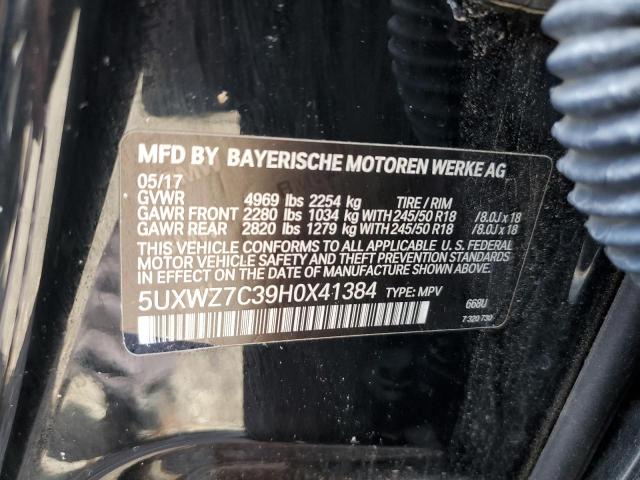 MFD BY BAYERISCHE MOTOREN WERKE AG
05/17
GVWR 4969 lbs 2254 kg TIRE / RIM
GAWR FRONT 2280 lbs 1034 kg WITH 245/50 R18 /8.0J x 18
GAWR REAR 2820 lbs 1279 kg WITH 245/50 R18 /8.0J x 18
THIS VEHICLE CONFORMS TO ALL APPLICABLE U. S. FEDERAL
MOTOR VEHICLE SAFETY AND THEFT PREVENTION STANDARDS
IN EFFECT ON THE DATE OF MANUFACTURE SHOWN ABOVE.
5UXWZ7C39H0X41384 TYPE: MPV
668U
7320730